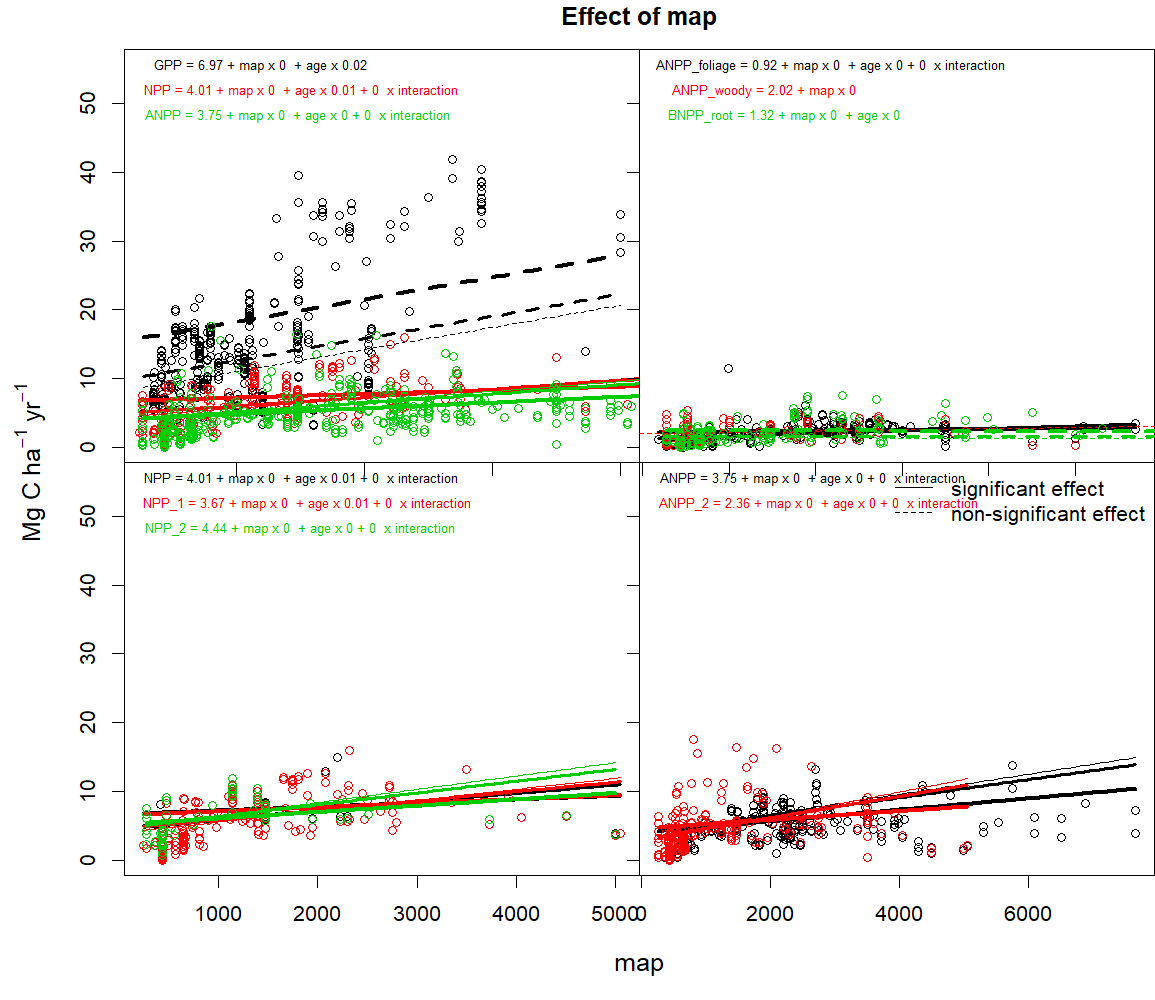 Effect of map
GPP = 6.97 + map x 0  + age x 0.02
NPP = 4.01 + map x 0  + age x 0.01 + 0  x interaction
ANPP = 3.75 + map x 0  + age x 0 + 0  x interaction
ANPP_foliage = 0.92 + map x 0  + age x 0 + 0  x interaction
ANPP_woody = 2.02 + map x 0
BNPP_root = 1.32 + map x 0  + age x 0
50
40
30
20
10
0
Mg C ha⁻¹ yr⁻¹
NPP = 4.01 + map x 0  + age x 0.01 + 0  x interaction
NPP_1 = 3.67 + map x 0  + age x 0.01 + 0  x interaction
NPP_2 = 4.44 + map x 0  + age x 0 + 0  x interaction
ANPP = 3.75 + map x 0  + age x 0 + 0  x interaction
ANPP_2 = 2.36 + map x 0  + age x 0 + 0  x interaction
significant effect
non-significant effect
50
40
30
20
10
0
1000 2000 3000 4000 5000
0 2000 4000 6000
map